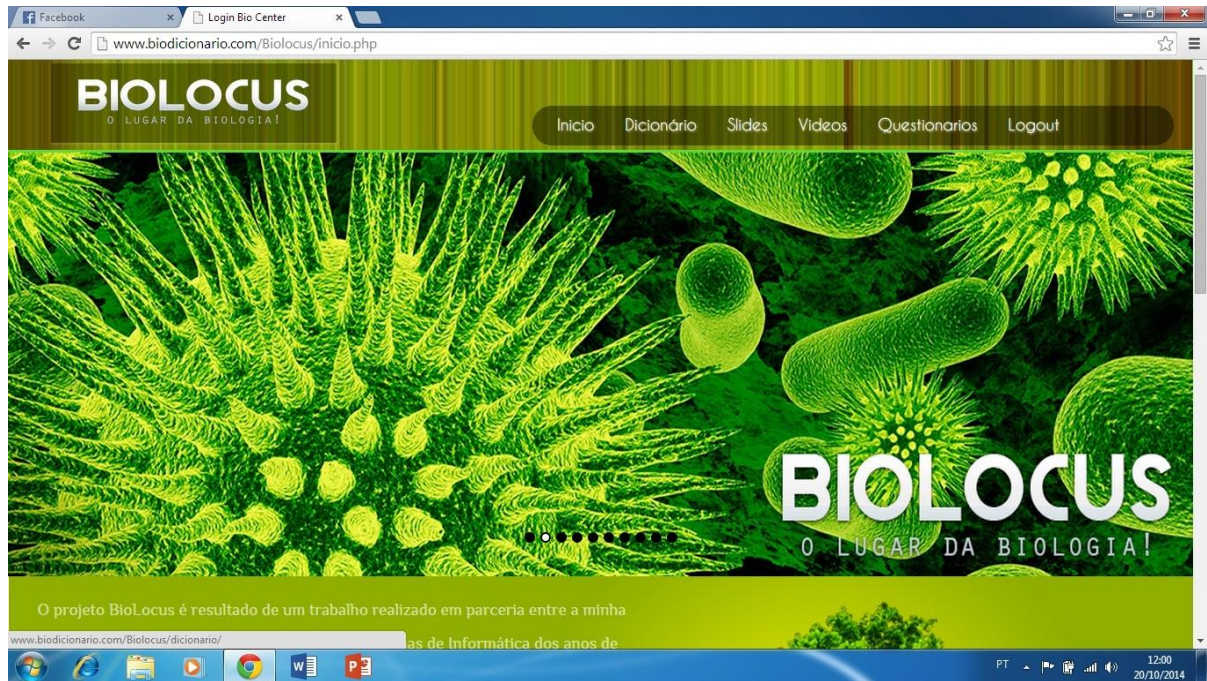 Facebook
Login Bio Center
www.biodicionario.com/Biolocus/inicio.php
BIOLOCUS
O LUGAR DA BIOLOGIA!
Inicio Dicionário Slides Videos Questionarios Logout
BIOLOCUS
O LUGAR DA BIOLOGIA!
O projeto BioLocus é resultado de um trabalho realizado em parceria entre a minha
as de Informática dos anos de
www.biodicionario.com/Biolocus/dicionario/
PT
12:00
20/10/2014